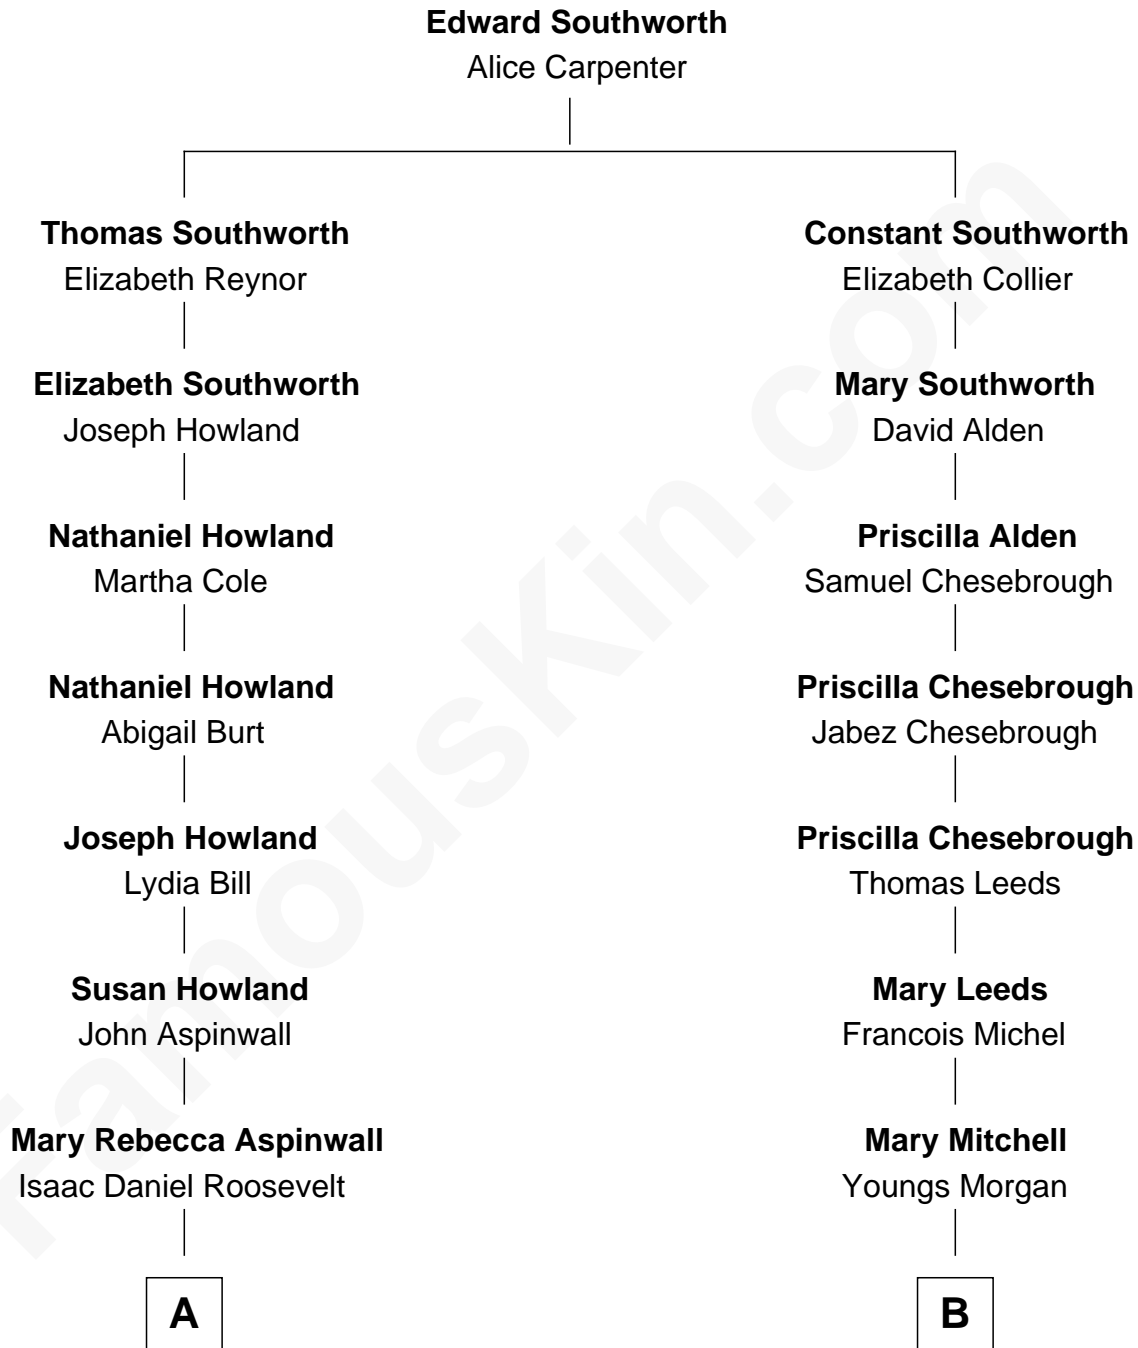 Edward Southworth
Alice Carpenter
Thomas Southworth
Elizabeth Reynor
Constant Southworth
Elizabeth Collier
Elizabeth Southworth
Joseph Howland
Mary Southworth
David Alden
Nathaniel Howland
Martha Cole
Priscilla Alden
Samuel Chesebrough
Nathaniel Howland
Abigail Burt
Priscilla Chesebrough
Jabez Chesebrough
Joseph Howland
Lydia Bill
Priscilla Chesebrough
Thomas Leeds
Susan Howland
John Aspinwall
Mary Leeds
Francois Michel
Mary Rebecca Aspinwall
Isaac Daniel Roosevelt
Mary Mitchell
Youngs Morgan
A
B
FamousKin.com